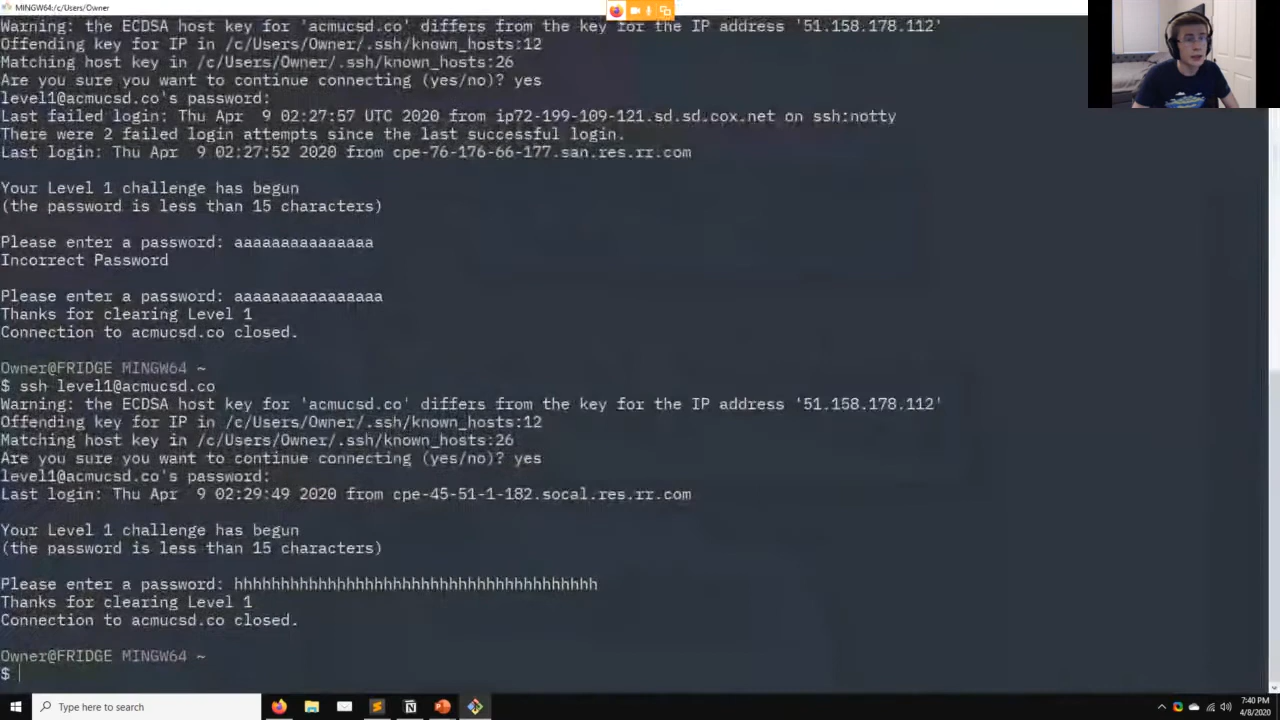 MINGW64:/c/Users/Owner
Warning: the ECDSA host key for 'acmucsd.co' differs from the key for the IP address '51.158.178.112'
Offending key for IP in /c/Users/Owner/.ssh/known_hosts:12
Matching host key in /c/Users/Owner/.ssh/known_hosts:26
Are you sure you want to continue connecting (yes/no)? yes
level1@acmucsd.co's password:
Last failed login: Thu Apr  9 02:27:57 UTC 2020 from ip72-199-109-121.sd.sd.cox.net on ssh:notty
There were 2 failed login attempts since the last successful login.
Last login: Thu Apr  9 02:27:52 2020 from cpe-76-176-66-177.san.res.rr.com
Your Level 1 challenge has begun
(the password is less than 15 characters)
Please enter a password: aaaaaaaaaaaaaaa
Incorrect Password
Please enter a password: aaaaaaaaaaaaaaaa
Thanks for clearing Level 1
Connection to acmucsd.co closed.
Owner@FRIDGE MINGW64 ~
$ ssh level1@acmucsd.co
Warning: the ECDSA host key for 'acmucsd.co' differs from the key for the IP address '51.158.178.112'
Offending key for IP in /c/Users/Owner/.ssh/known_hosts:12
Matching host key in /c/Users/Owner/.ssh/known_hosts:26
Are you sure you want to continue connecting (yes/no)? yes
level1@acmucsd.co's password:
Last login: Thu Apr  9 02:29:49 2020 from cpe-45-51-1-182.socal.res.rr.com
Your Level 1 challenge has begun
(the password is less than 15 characters)
Please enter a password: hhhhhhhhhhhhhhhhhhhhhhhhhhhhhhhhhhhhhhh
Thanks for clearing Level 1
Connection to acmucsd.co closed.
Owner@FRIDGE MINGW64 ~
$
Type here to search
7:40 PM
4/8/2020